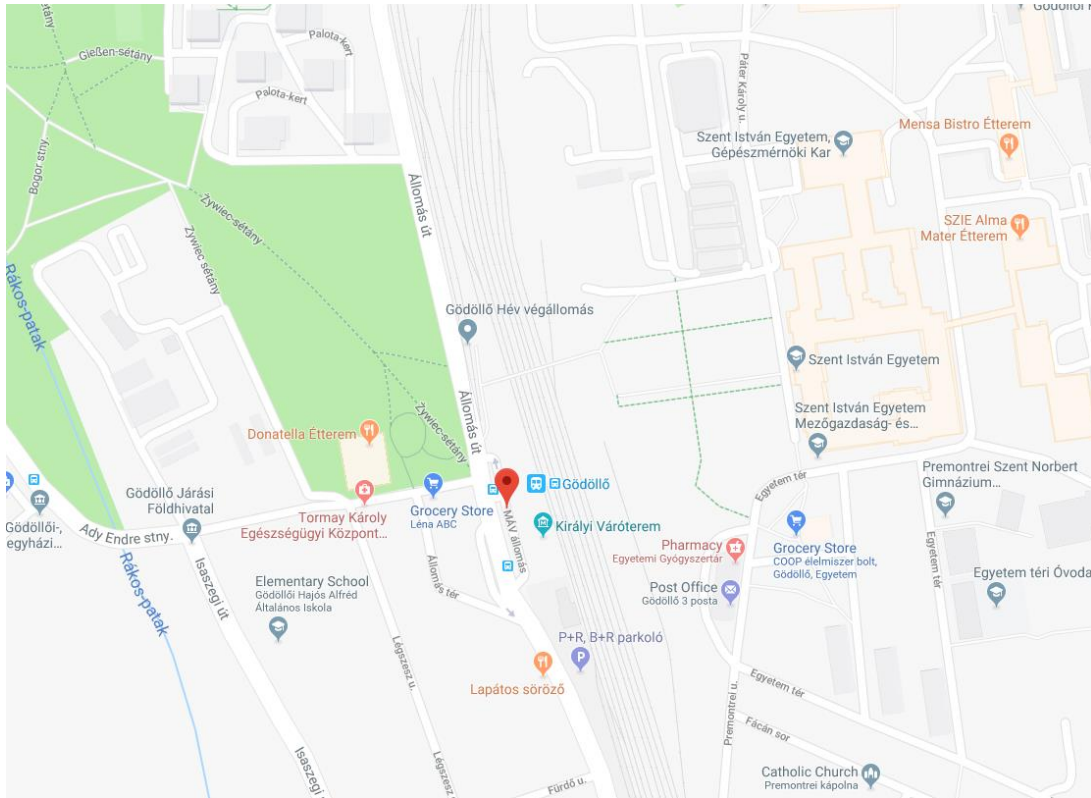 Gödöllői
sétány
Gießen-sétány
Palota-kert
Palota-kert
Bogor stny.
Páter Károly u.
Szent István Egyetem,
Gépészmérnöki Kar
Mensa Bistro Étterem
Állomás út
Żywiec-sétány
Żywiec sétány
SZIE Alma
Mater Étterem
Rákos-patak
Gödöllő Hév végállomás
Szent István Egyetem
Állomás út
Żywiec-sétány
Szent István Egyetem
Mezőgazdaság- és...
Donatella Étterem
Premontrei Szent Norbert
Gimnázium...
Gödöllő Járási
Földhivatal
Grocery Store
Léna ABC
Gödöllő
Egyetem tér
Gödöllői-,
egyházi...
Ady Endre stny.
Tormay Károly
Egészségügyi Központ...
MÁV állomás
Királyi Váróterem
Pharmacy
Egyetemi Gyógyszertár
Grocery Store
COOP élelmiszer bolt,
Gödöllő, Egyetem
Egyetem tér
Egyetem téri Óvoda
Rákos-patak
Isaszegi út
Elementary School
Gödöllői Hajós Alfréd
Általános Iskola
Állomás tér
Post Office
Gödöllő 3 posta
P+R, B+R parkoló
P
Légszesz u.
Lapátos söröző
Egyetem tér
Premontrei u.
Fácán sor
Isaszegi út
Légszesz u.
Fürdő u.
Catholic Church
Premontrei kápolna